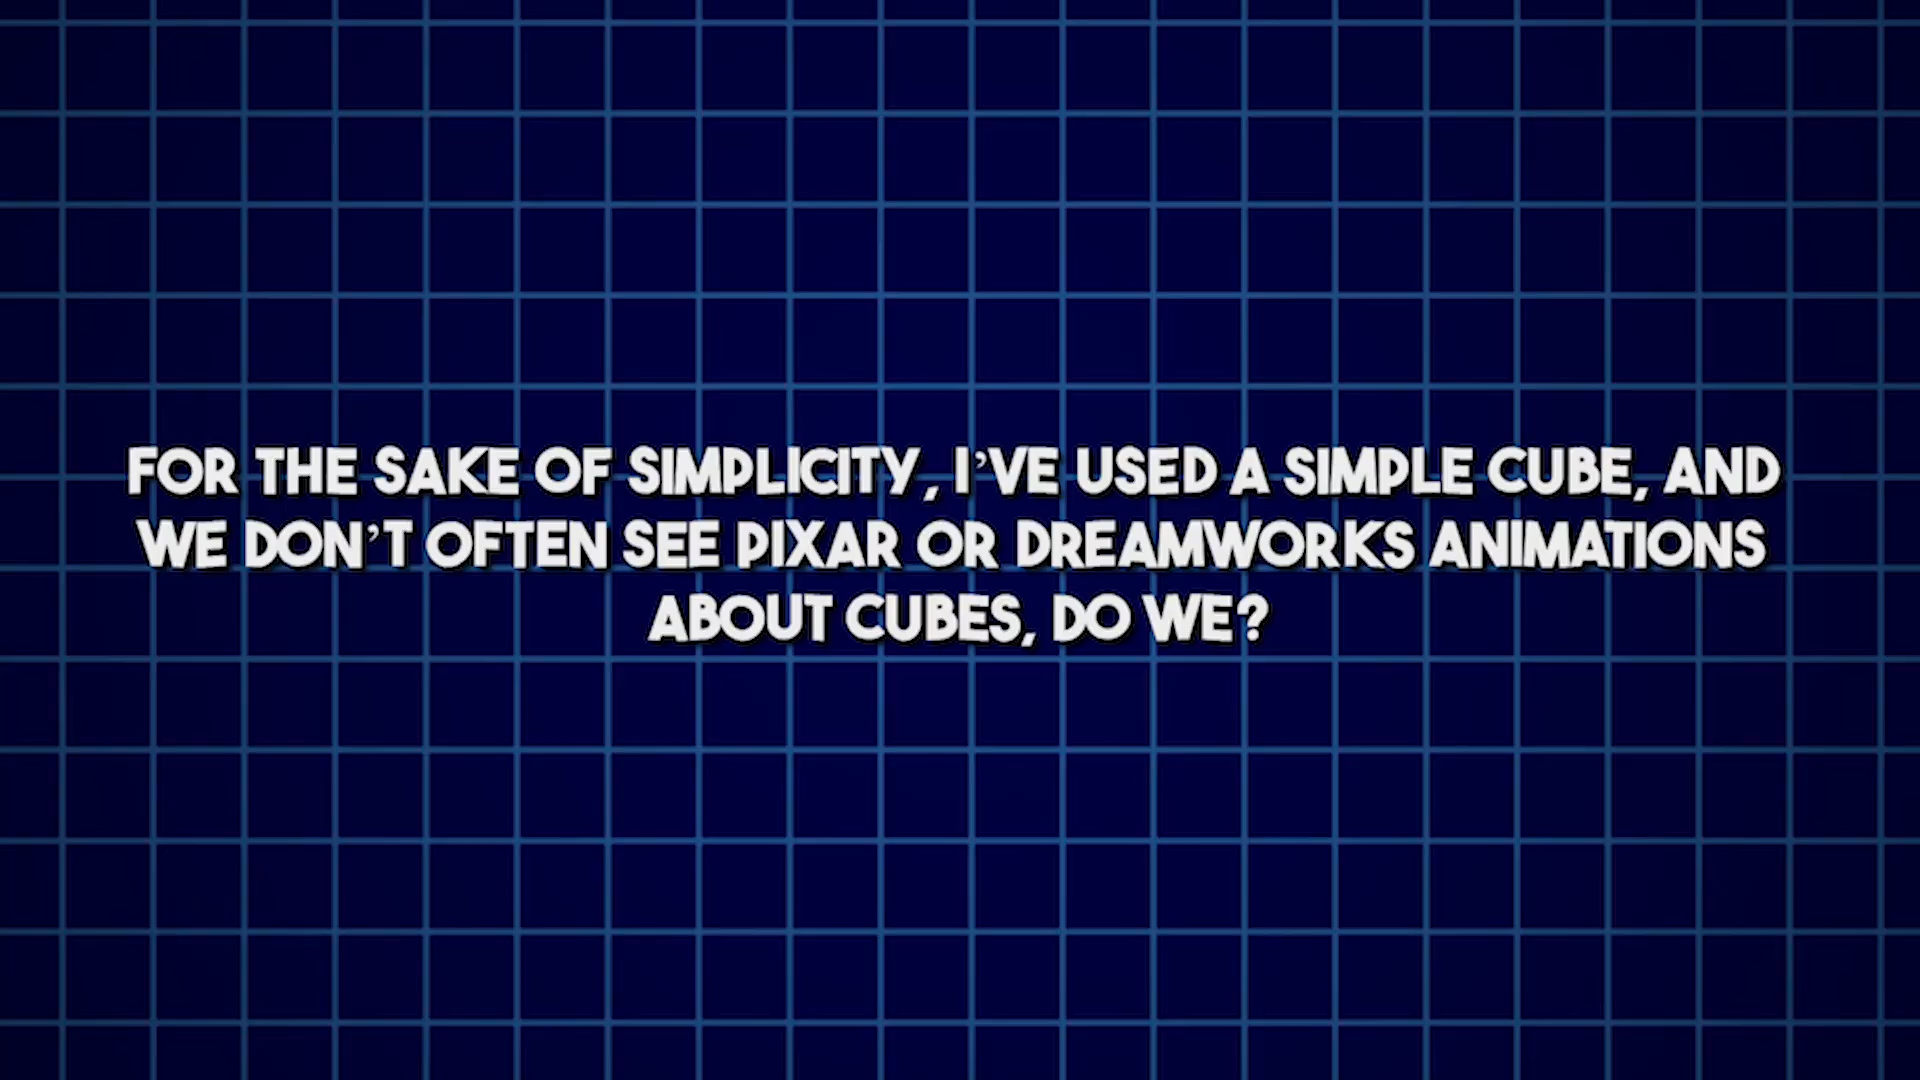 FOR THE SAKE OF SIMPLICITY, I'VE USED A SIMPLE CUBE, AND
WE DON'T OFTEN SEE PIXAR OR DREAMWORKS ANIMATIONS
ABOUT CUBES, DO WE?